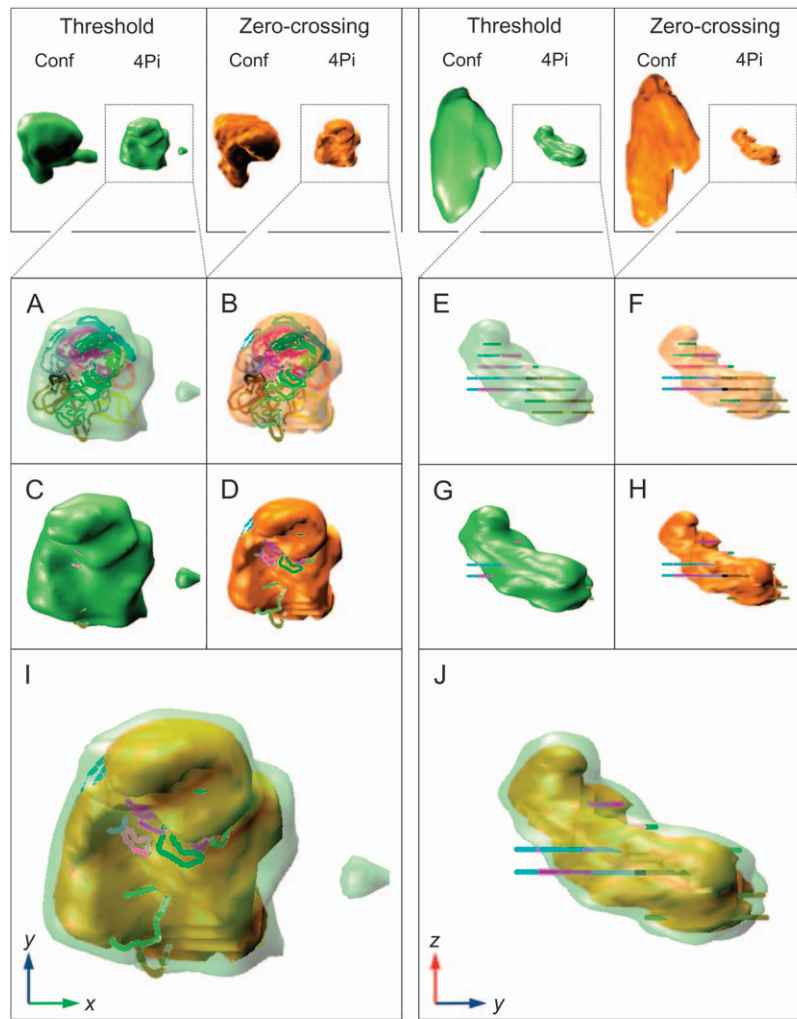 Threshold Zero-crossing Threshold Zero-crossing
Conf 4Pi Conf 4Pi Conf 4Pi Conf 4Pi
A B E F
C D G H
I J
y z
x y